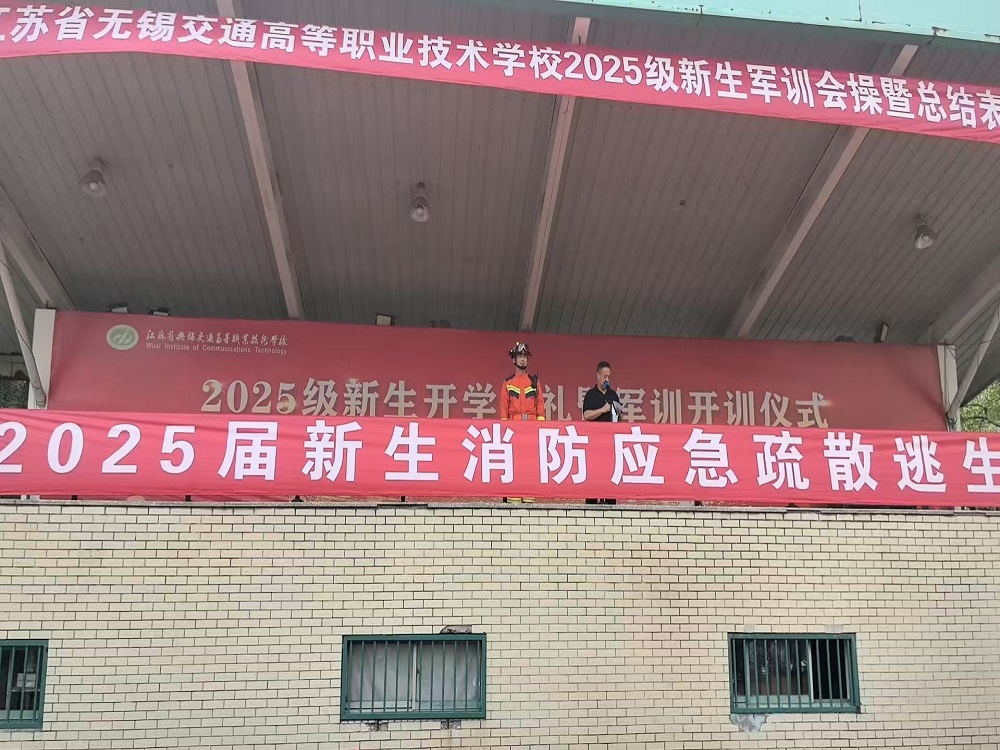 江苏省无锡交通高等职业技术学校2025级新生军训会操暨总结表
江苏省无锡交通高等职业技术学校
Wuxi Institute of Communications Technology
2025级新生开学 礼暨军训开训仪式
2025届新生消防应急疏散逃生